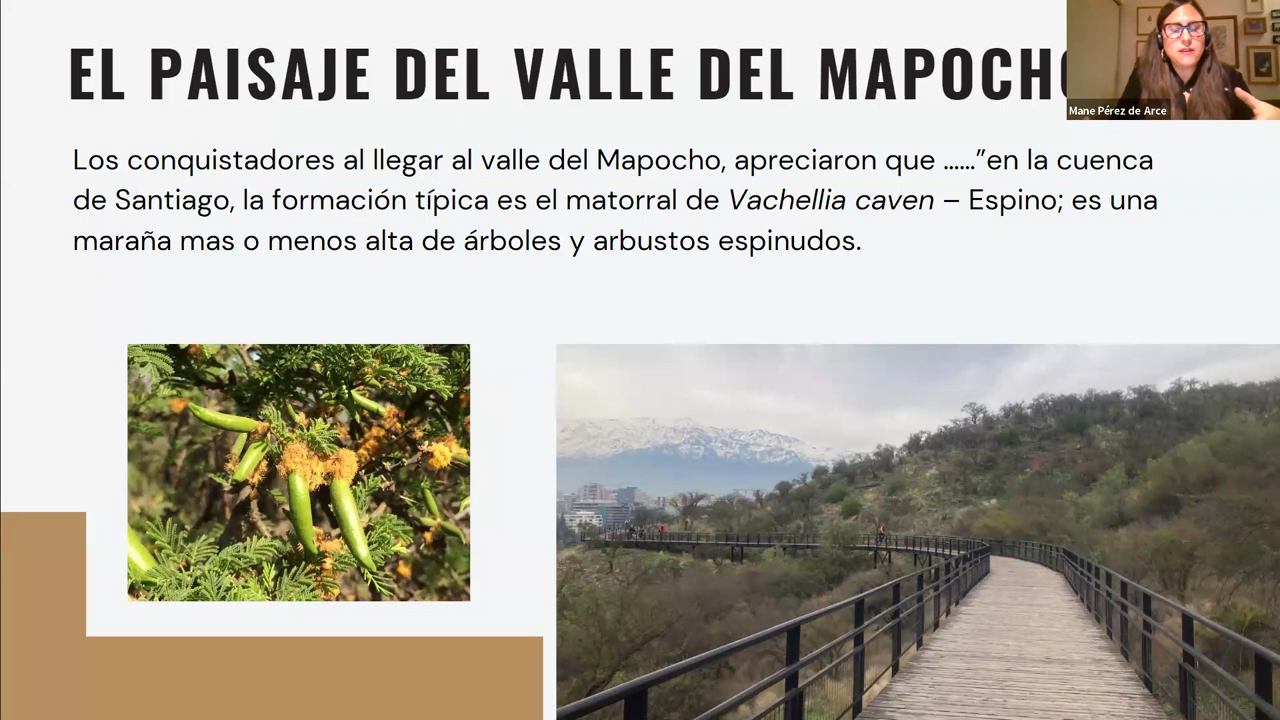 EL PAISAJE DEL VALLE DEL MAPOCHO
Mane Pérez de Arce
Los conquistadores al llegar al valle del Mapocho, apreciaron que ......”en la cuenca
de Santiago, la formación típica es el matorral de Vachellia caven – Espino; es una
maraña mas o menos alta de árboles y arbustos espinudos.